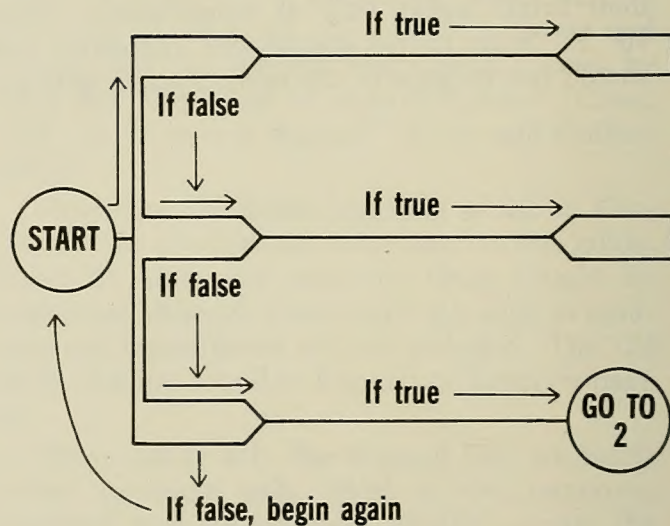 If true
If false
If true
START
If false
If true
GO TO
2
If false, begin again